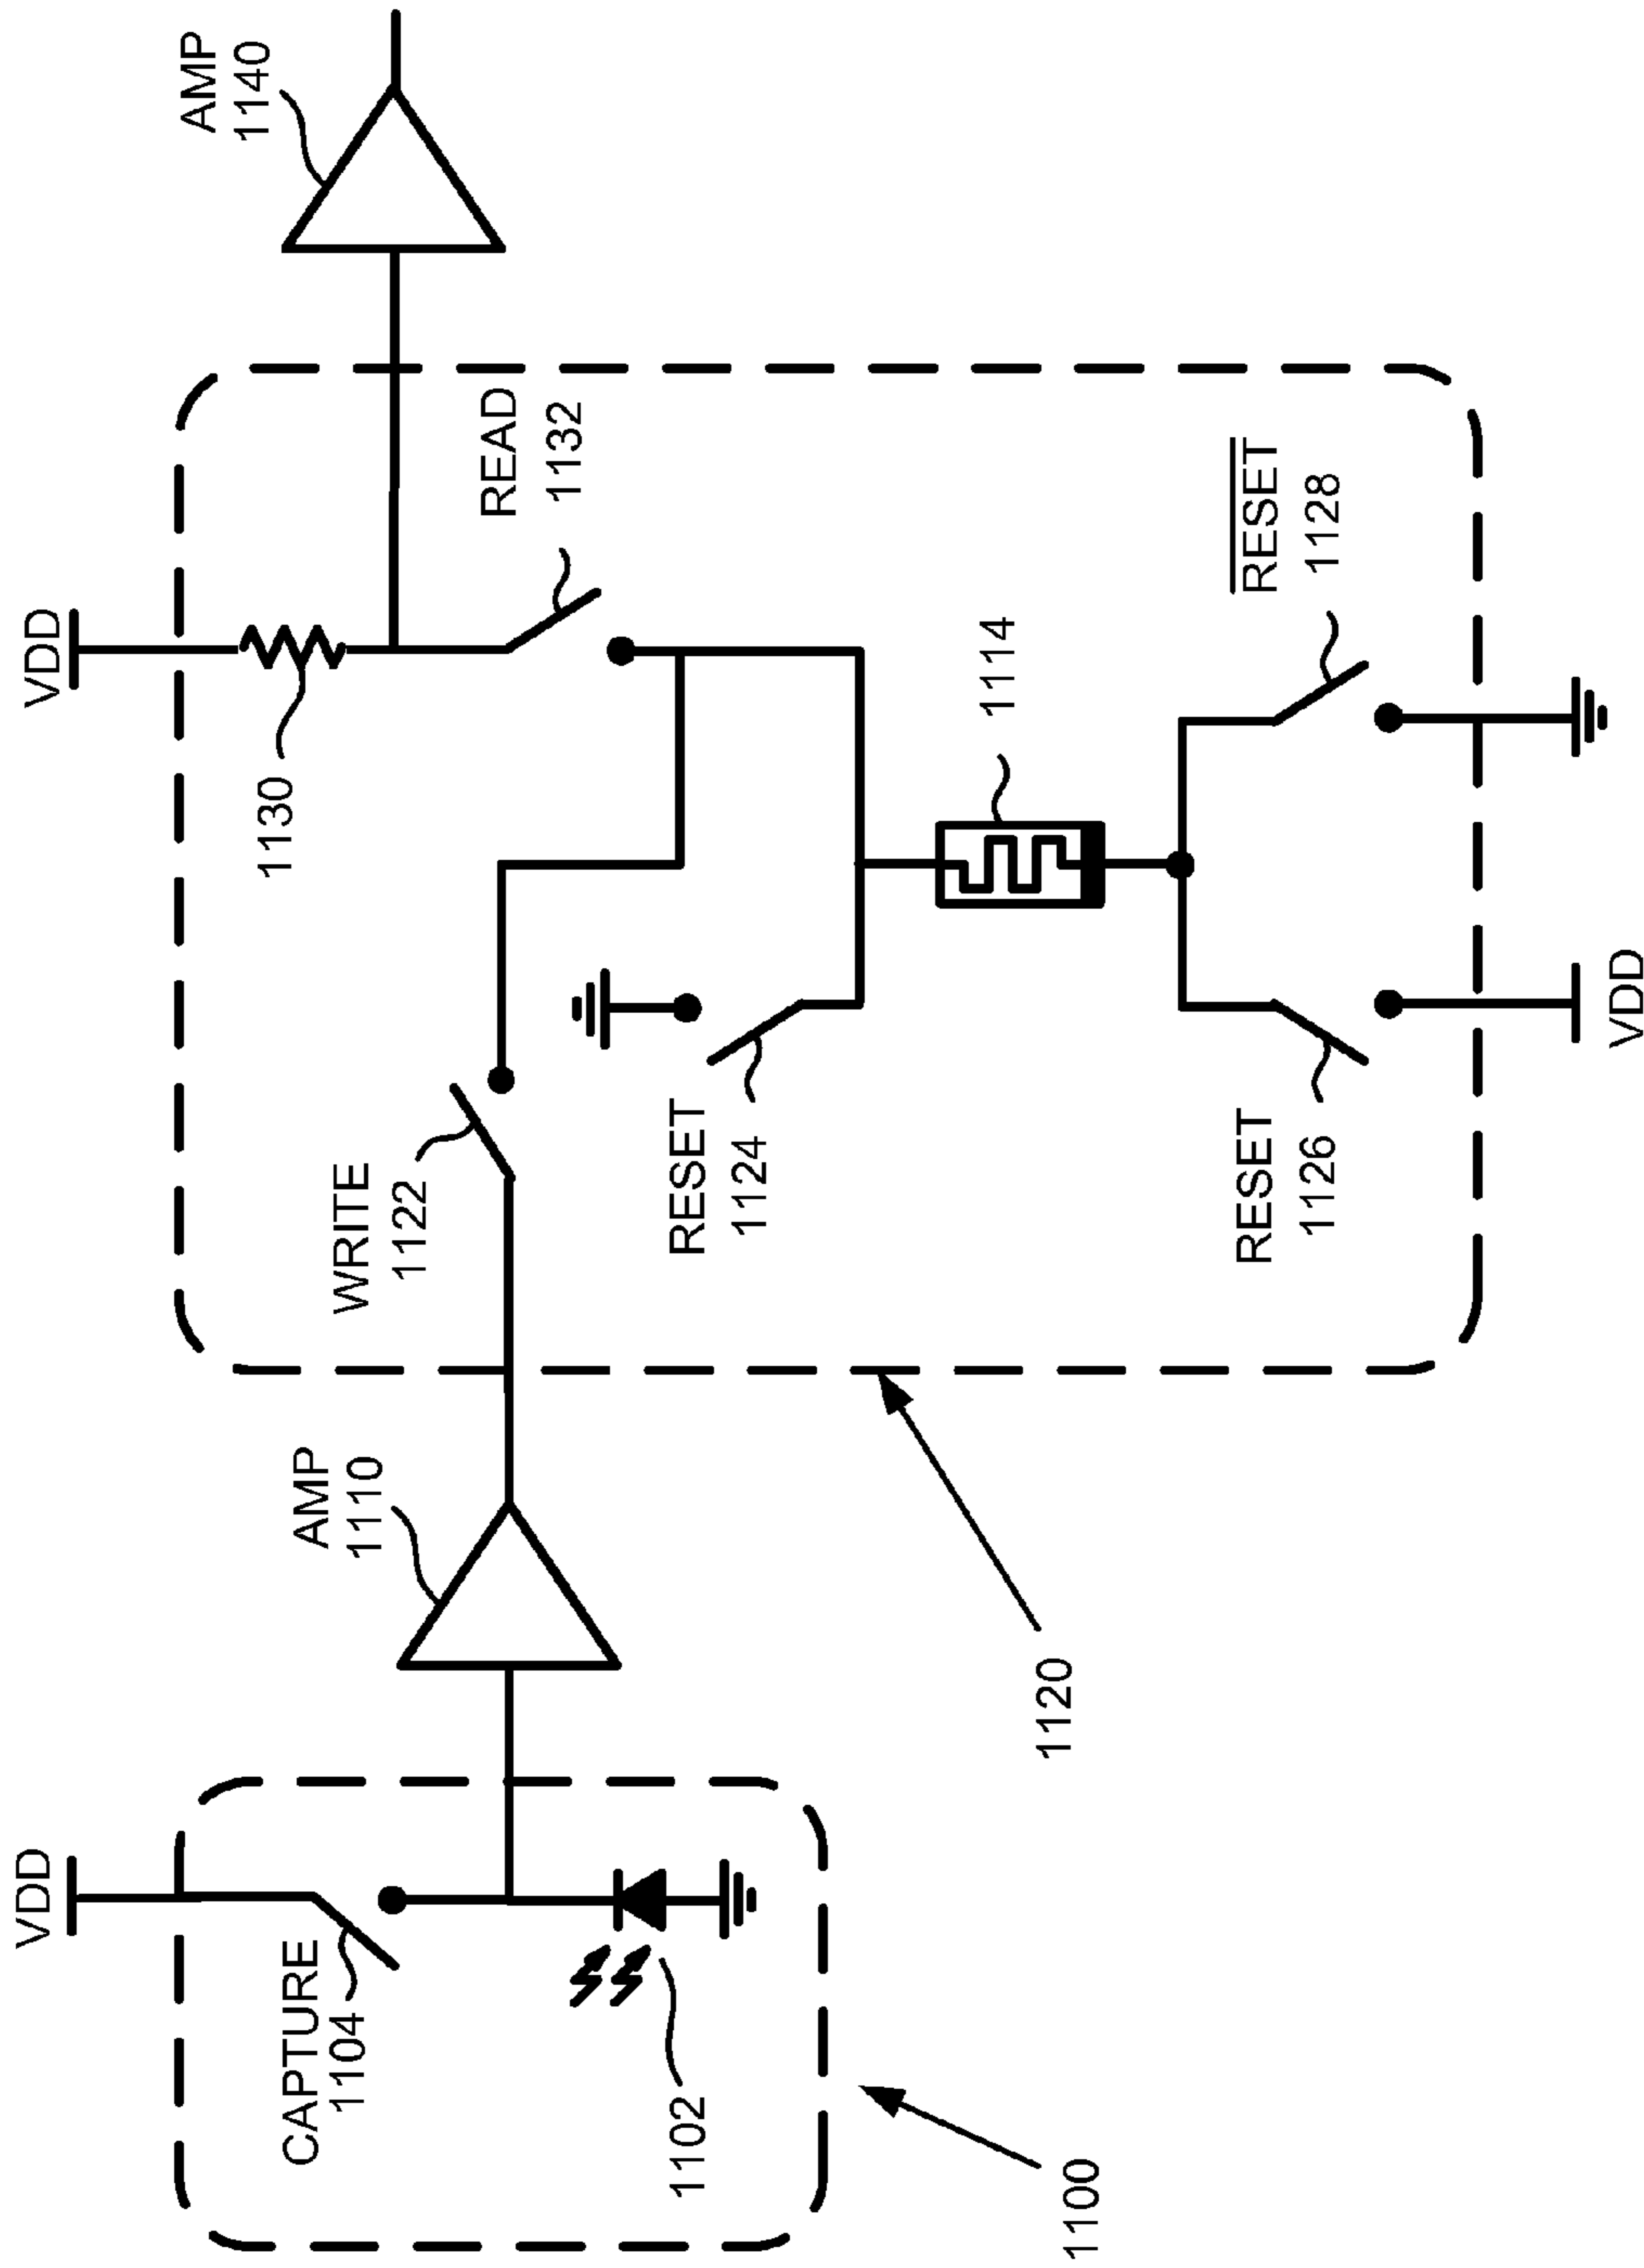 VDD
VDD
AMP
1140
1130
CAPTURE
1104
AMP
1110
WRITE
1122
READ
1132
1102
RESET
1124
1114
1100
1120
RESET
1126
RESET
1128
VDD